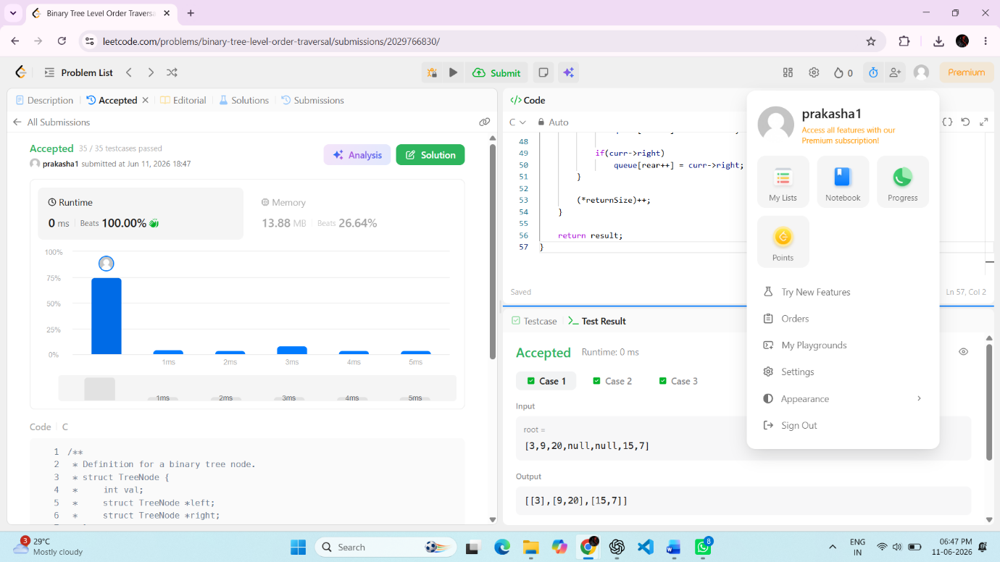 Binary Tree Level Order Traversa
leetcode.com/problems/binary-tree-level-order-traversal/submissions/2029766830/
Problem List
Submit
0
Premium
Description
Accepted
Editorial
Solutions
Submissions
All Submissions
Accepted 35 / 35 testcases passed
prakasha1 submitted at Jun 11, 2026 18:47
Analysis
Solution
Runtime
0 ms Beats 100.00%
Memory
13.88 MB Beats 26.64%
100%
75%
50%
25%
0%
1ms 2ms 3ms 4ms 5ms
1ms 2ms 3ms 4ms 5ms
Code C
1 /**
2 * Definition for a binary tree node.
3 * struct TreeNode {
4 * int val;
5 * struct TreeNode *left;
6 * struct TreeNode *right;
</> Code
C Auto
48
49 if(curr->right)
50 queue[rear++] = curr->right;
51 }
52
53 (*returnSize)++;
54 }
55
56 return result;
57 }
Saved
Ln 57, Col 2
Testcase
Test Result
Accepted Runtime: 0 ms
Case 1 Case 2 Case 3
Input
root =
[3,9,20,null,null,15,7]
Output
[[3],[9,20],[15,7]]
prakasha1
Access all features with our
Premium subscription!
My Lists
Notebook
Progress
Points
Try New Features
Orders
My Playgrounds
Settings
Appearance
Sign Out
3
29°C
Mostly cloudy
Search
8
ENG
IN
06:47 PM
11-06-2026